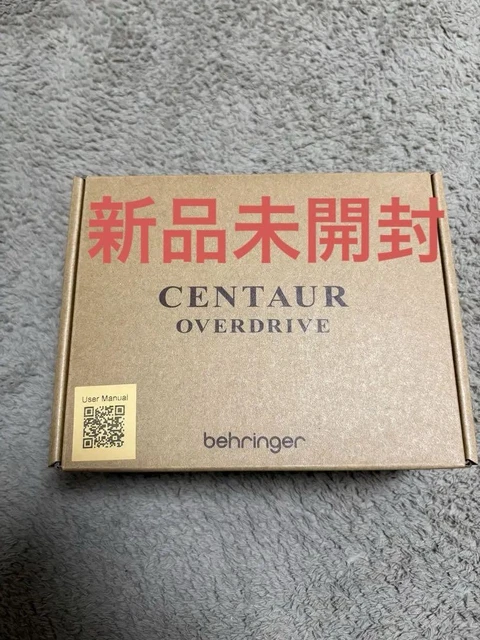 新品未開封
CENTAUR
OVERDRIVE
User Manual
behringer